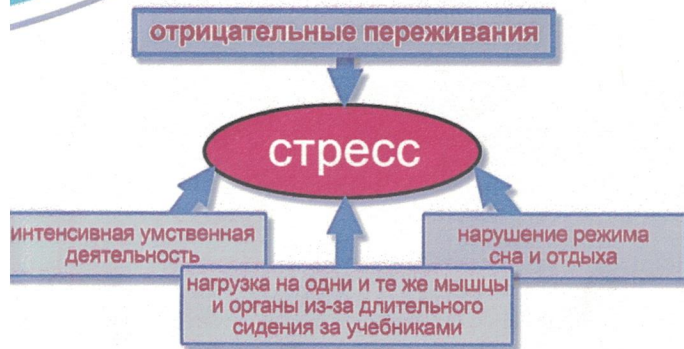 отрицательные переживания
стресс
интенсивная умственная
деятельность
нагрузка на одни и те же мышцы
и органы из-за длительного
сидения за учебниками
нарушение режима
сна и отдыха